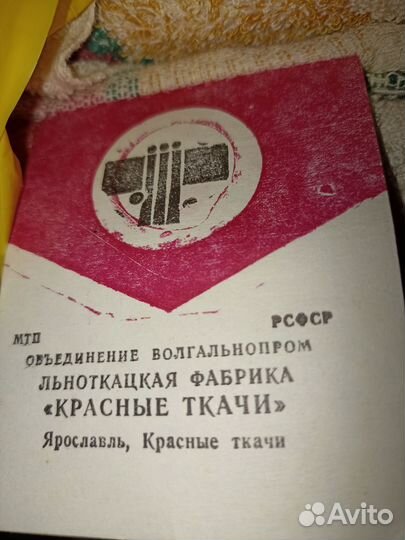 МТП РСФСР
ОБЪЕДИНЕНИЕ ВОЛГАЛЬНОПРОМ
ЛЬНОТКАЦКАЯ ФАБРИКА
«КРАСНЫЕ ТКАЧИ»
Ярославль, Красные ткачи
Avito